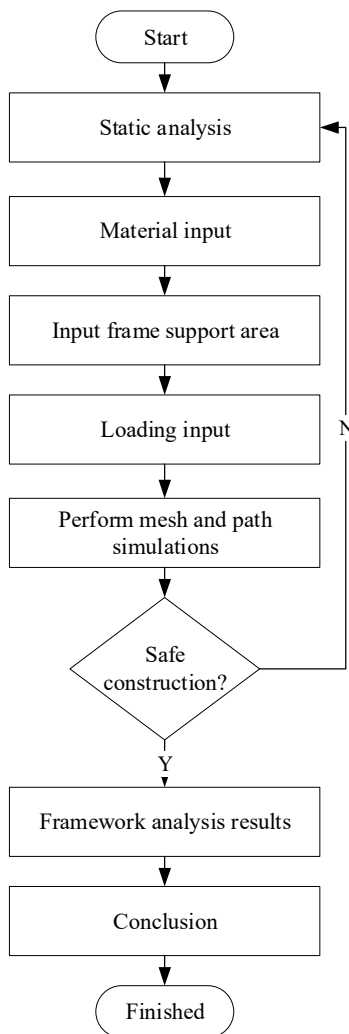 Start
Static analysis
Material input
Input frame support area
Loading input
N
Perform mesh and path
simulations
Safe
construction?
Y
Framework analysis results
Conclusion
Finished